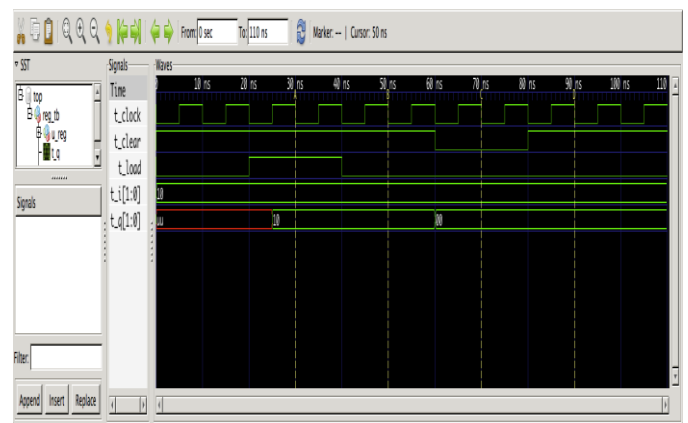 From: 0 sec To: 110 ns Marker: -- | Cursor: 50 ns
SST
top
reg_tb
u_reg
t_q
Signals
Filter:
Append Insert Replace
Signals
Time
t_clock
t_clear
t_load
t_i[1:0]
t_q[1:0]
Waves
0 10 ns 20 ns 30 ns 40 ns 50 ns 60 ns 70 ns 80 ns 90 ns 100 ns 110
10
uu 10 00